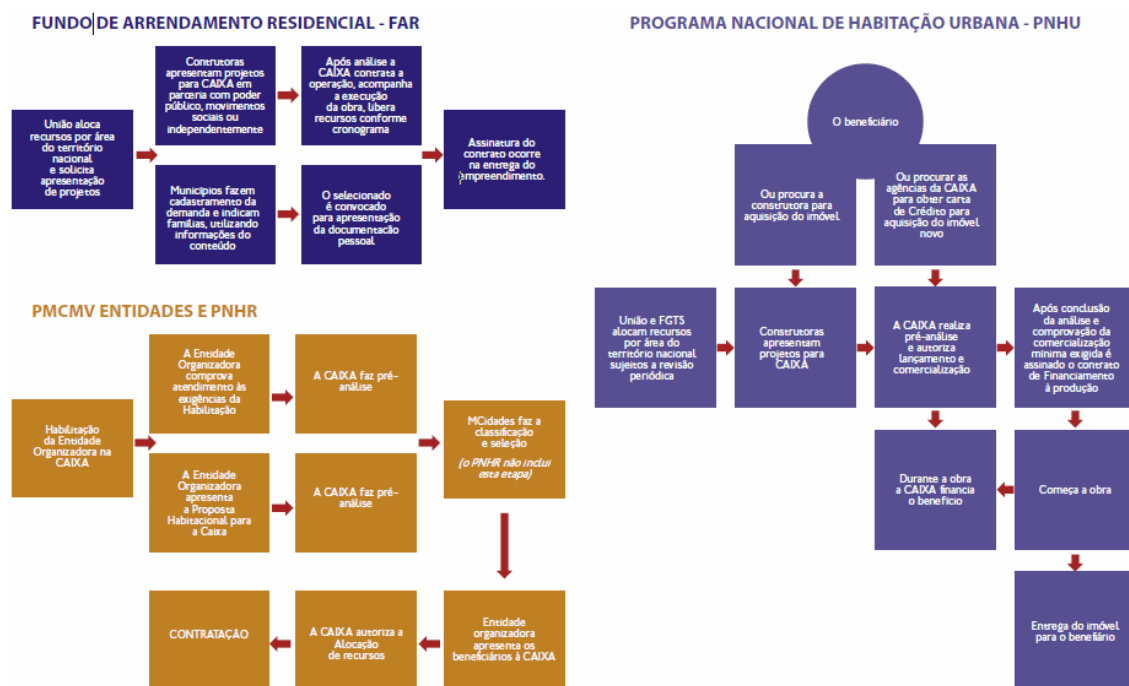 FUNDO DE ARRENDAMENTO RESIDENCIAL - FAR
União aloca
recursos por área
do território
nacional
e solicita
apresentação
de projetos
Contrutoras
apresentam projetos
para CAIXA em
parceria com poder
público, movimentos
sociais ou
independentemente
Após análise a
CAIXA contrata a
operação, acompanha
a execução
da obra, libera
recursos conforme
cronograma
Municípios fazem
cadastramento da
demanda e indicam
famílias, utilizando
informações do
conteúdo
O selecionado
é convocado
para apresentação
da documentacão
pessoal
Assinatura do
contrato ocorre
na entrega do
empreendimento.
PMCMV ENTIDADES E PNHR
Habilitação
da Entidade
Organizadora na
CAIXA
A Entidade
Organizadora
comprova
atendimento às
exigências da
Habilitação
A CAIXA faz pré-
análise
A Entidade
Organizadora
apresenta
a Proposta
Habitacional para
a Caixa
A CAIXA faz pré-
análise
MCidades faz a
classificação
e seleção
(o PNHR não inclui
esta etapa)
Entidade
organizadora
apresenta os
beneficiários à CAIXA
A CAIXA autoriza a
Alocação
de recursos
CONTRATAÇÃO
PROGRAMA NACIONAL DE HABITAÇÃO URBANA - PNHU
O beneficiário
Ou procura a
construtora para
aquisição do imóvel
Ou procurar as
agências da CAIXA
para obter carta
de Crédito para
aquisição do imóvel
novo
União e FGTS
alocam recursos
por área do
território nacional
sujeitos a revisão
periódica
Construtoras
apresentam
projetos para
CAIXA
A CAIXA realiza
pré-análise
e autoriza
lançamento e
comercialização
Após conclusão
da análise e
comprovação da
comercialização
mínima exigida é
assinado o contrato
de Financiamento
à produção
Durante a obra
a CAIXA financia
o benefício
Começa a obra
Entrega do imóvel
para o benefiário